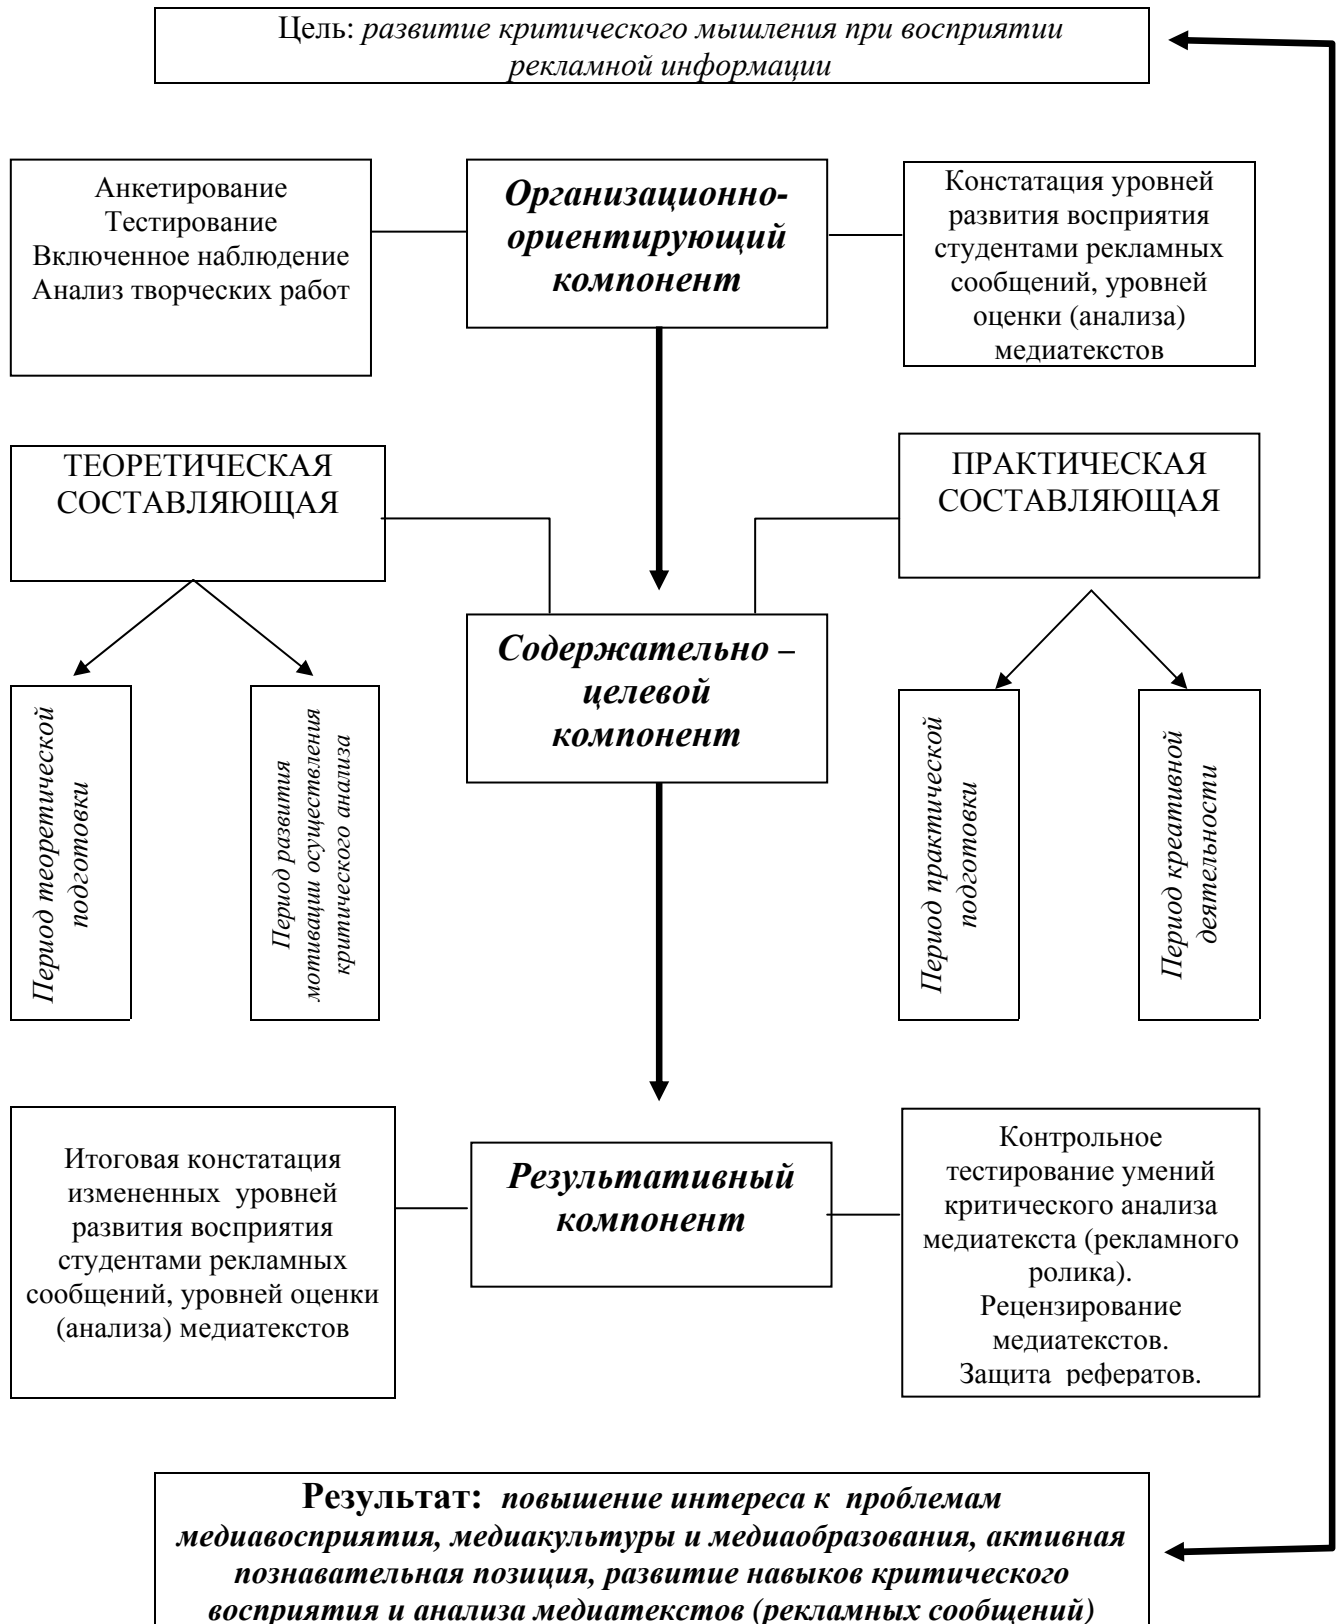 Цель: развитие критического мышления при восприятии
рекламной информации
Анкетирование
Тестирование
Включенное наблюдение
Анализ творческих работ
Организационно-
ориентирующий
компонент
Констатация уровней
развития восприятия
студентами рекламных
сообщений, уровней
оценки (анализа)
медиатекстов
ТЕОРЕТИЧЕСКАЯ
СОСТАВЛЯЮЩАЯ
ПРАКТИЧЕСКАЯ
СОСТАВЛЯЮЩАЯ
Содержательно –
целевой
компонент
Период теоретической
подготовки
Период развития
мотивации осуществления
критического анализа
Период практической
подготовки
Период креативной
деятельности
Итоговая констатация
измененных уровней
развития восприятия
студентами рекламных
сообщений, уровней оценки
(анализа) медиатекстов
Результативный
компонент
Контрольное
тестирование умений
критического анализа
медиатекста (рекламного
ролика).
Рецензирование
медиатекстов.
Защита рефератов.
Результат: повышение интереса к проблемам
медиавосприятия, медиакультуры и медиаобразования, активная
познавательная позиция, развитие навыков критического
восприятия и анализа медиатекстов (рекламных сообщений)